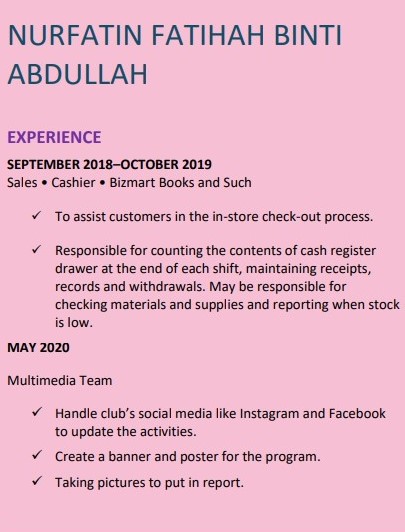 NURFATIN FATIHAH BINTI
ABDULLAH
EXPERIENCE
SEPTEMBER 2018–OCTOBER 2019
Sales • Cashier • Bizmart Books and Such
✓ To assist customers in the in-store check-out process.
✓ Responsible for counting the contents of cash register
drawer at the end of each shift, maintaining receipts,
records and withdrawals. May be responsible for
checking materials and supplies and reporting when stock
is low.
MAY 2020
Multimedia Team
✓ Handle club’s social media like Instagram and Facebook
to update the activities.
✓ Create a banner and poster for the program.
✓ Taking pictures to put in report.